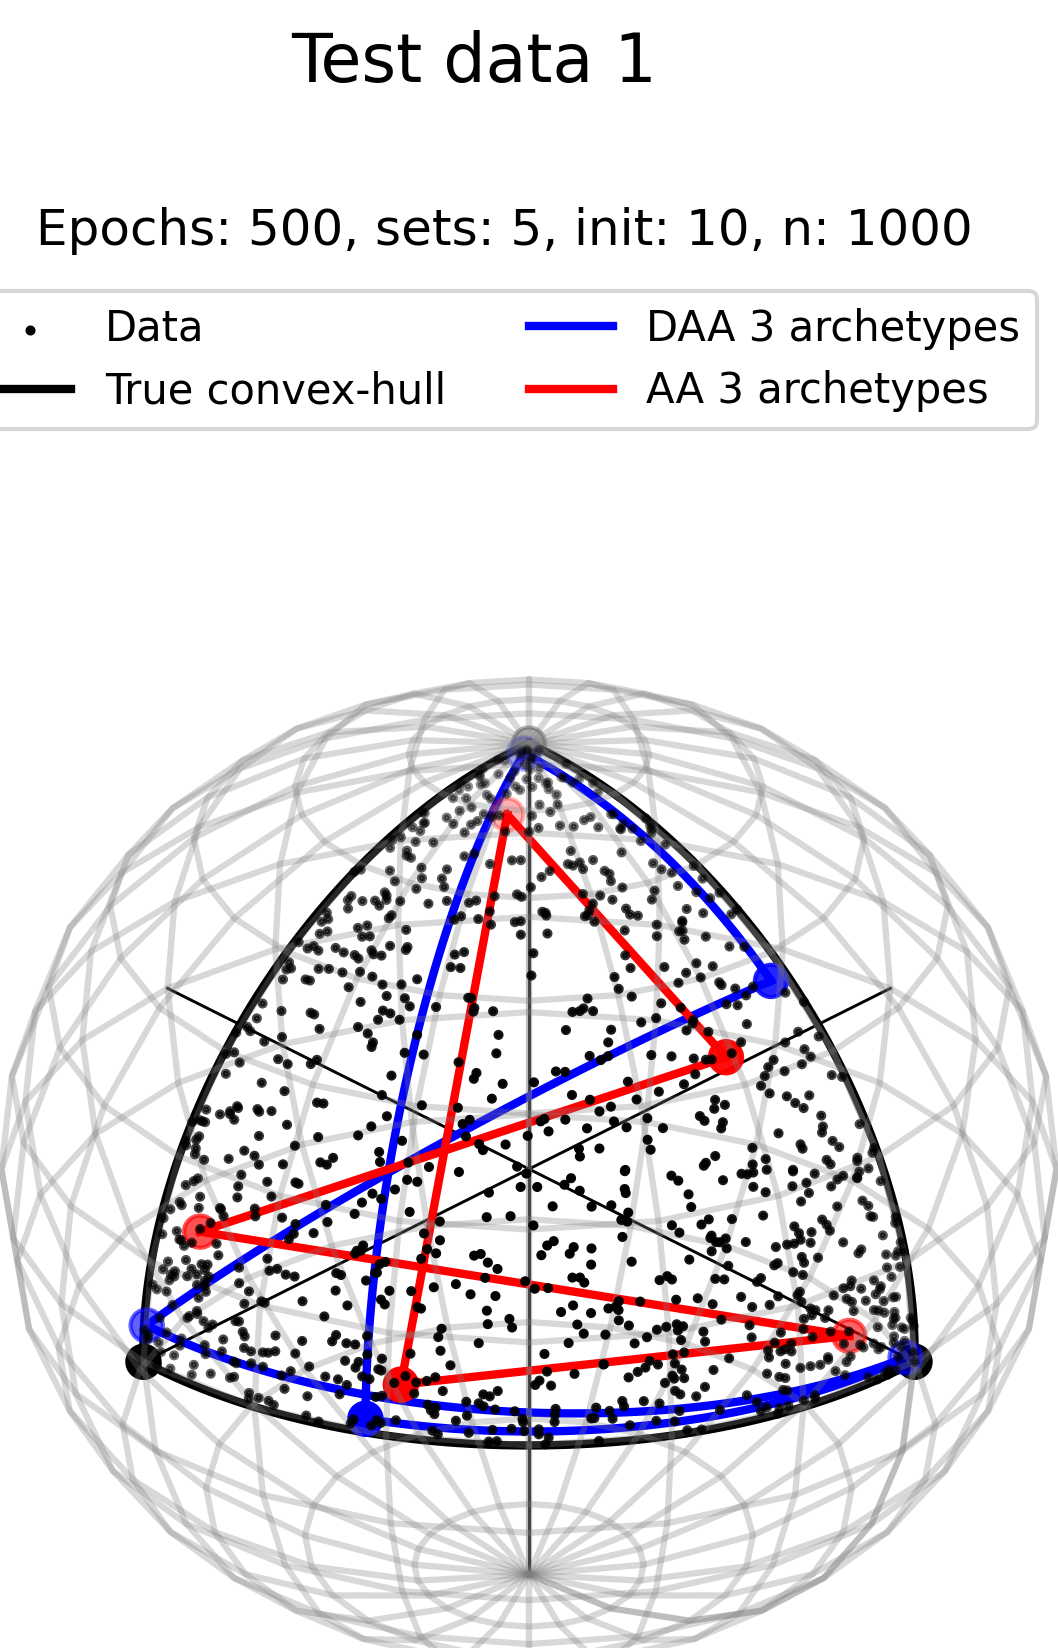 Test data 1
Epochs: 500, sets: 5, init: 10, n: 1000
Data
True convex-hull
DAA 3 archetypes
AA 3 archetypes